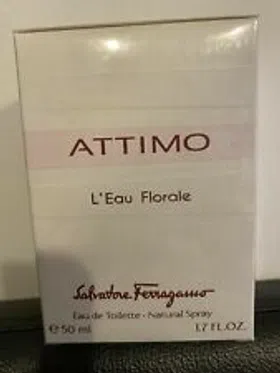 ATTIMO
L'Eau Florale
Salvatore Ferragamo
Eau de Toilette - Natural Spray
℮ 50 ml 1.7 FL.OZ.